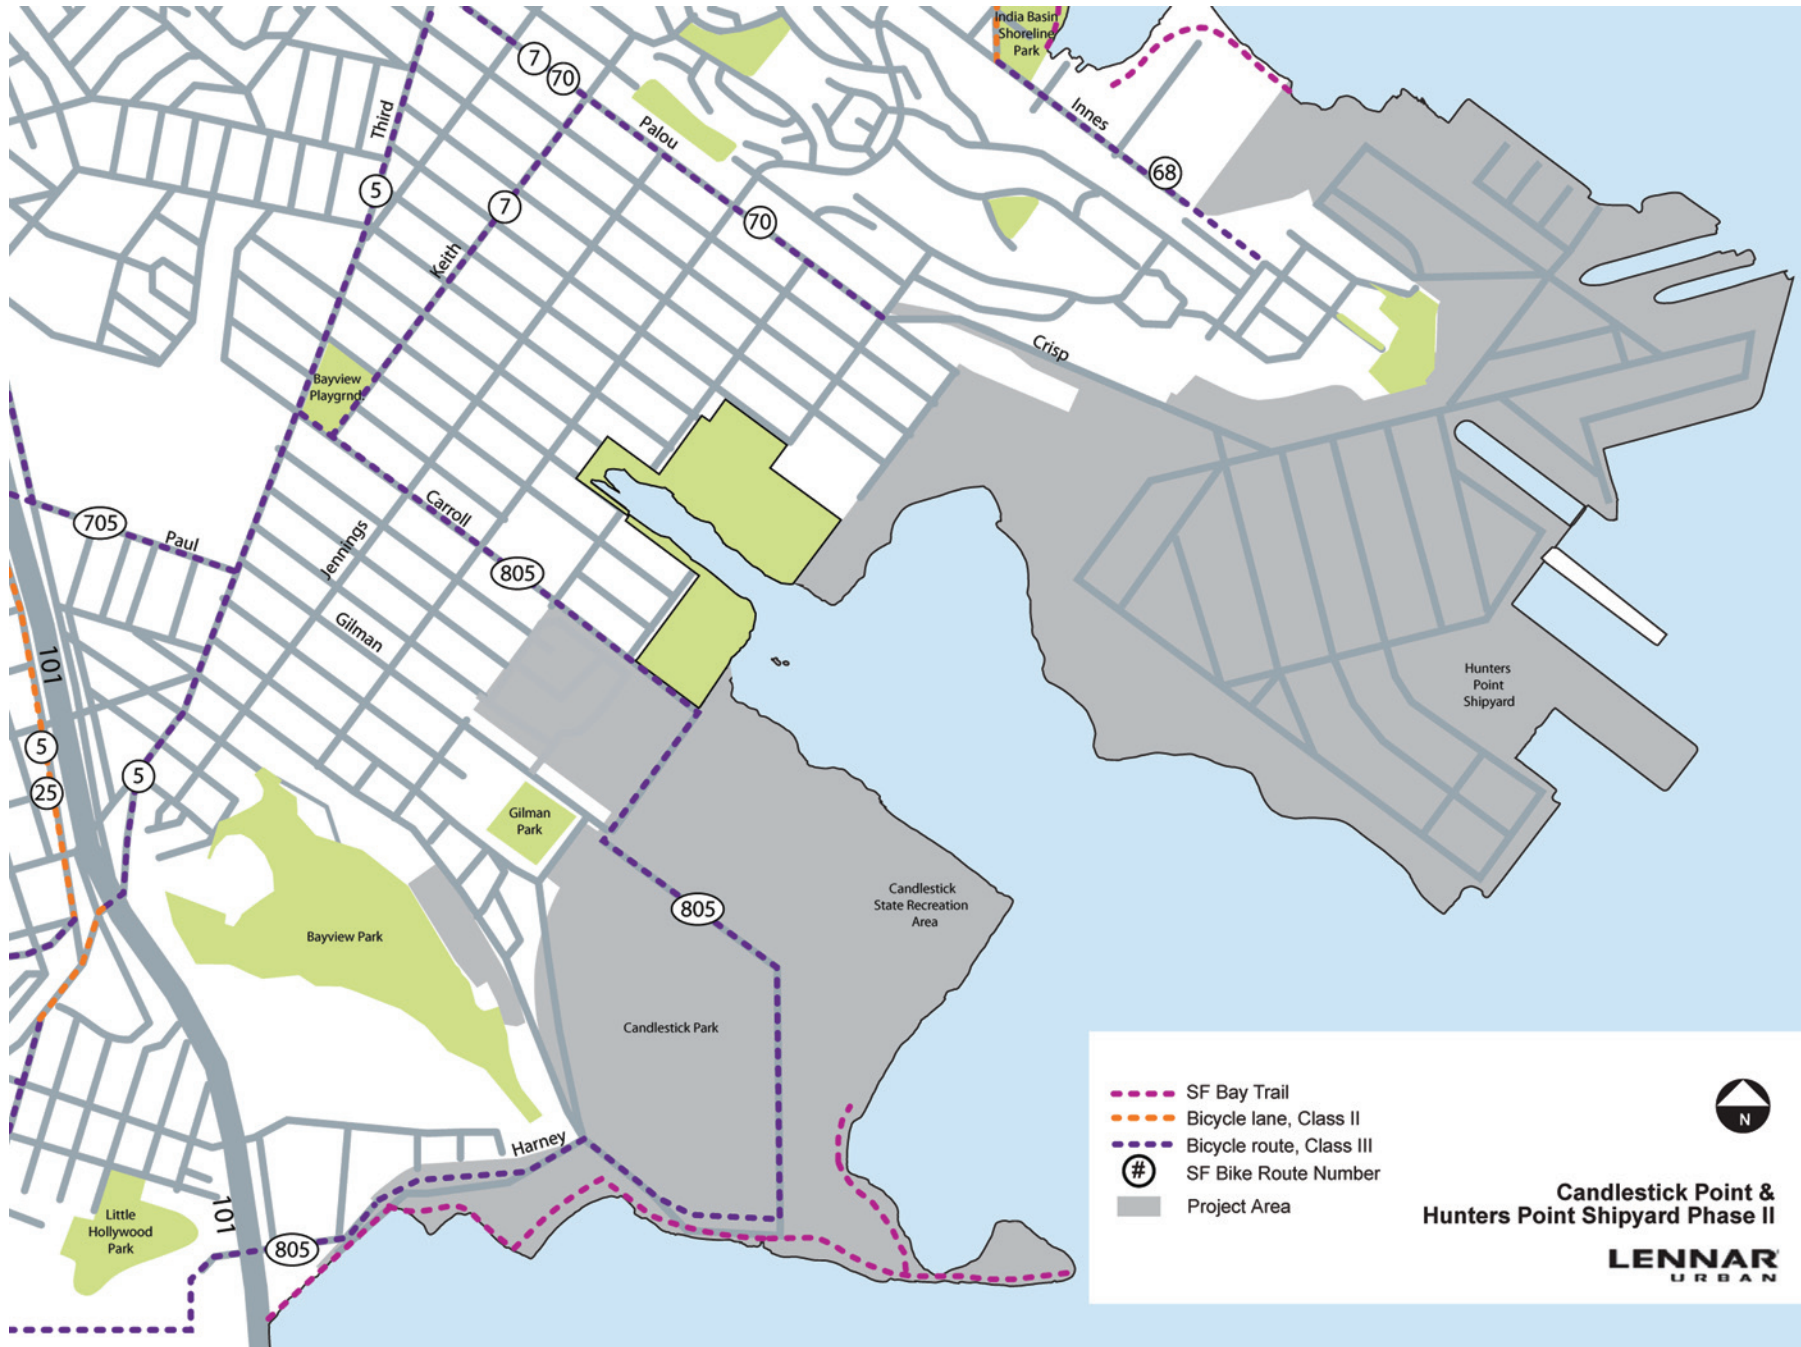 India Basin
Shoreline
Park
7
70
Third
Palou
Innes
68
5
7
70
Keith
Crisp
Bayview
Playgrnd.
705
Paul
Carroll
Jennings
805
Gilman
101
Hunters
Point
Shipyard
5
25
5
Gilman
Park
805
Candlestick
State Recreation
Area
Bayview Park
Candlestick Park
Harney
101
Little
Hollywood
Park
805
SF Bay Trail
Bicycle lane, Class II
Bicycle route, Class III
# SF Bike Route Number
Project Area
N
Candlestick Point &
Hunters Point Shipyard Phase II
LENNAR
URBAN